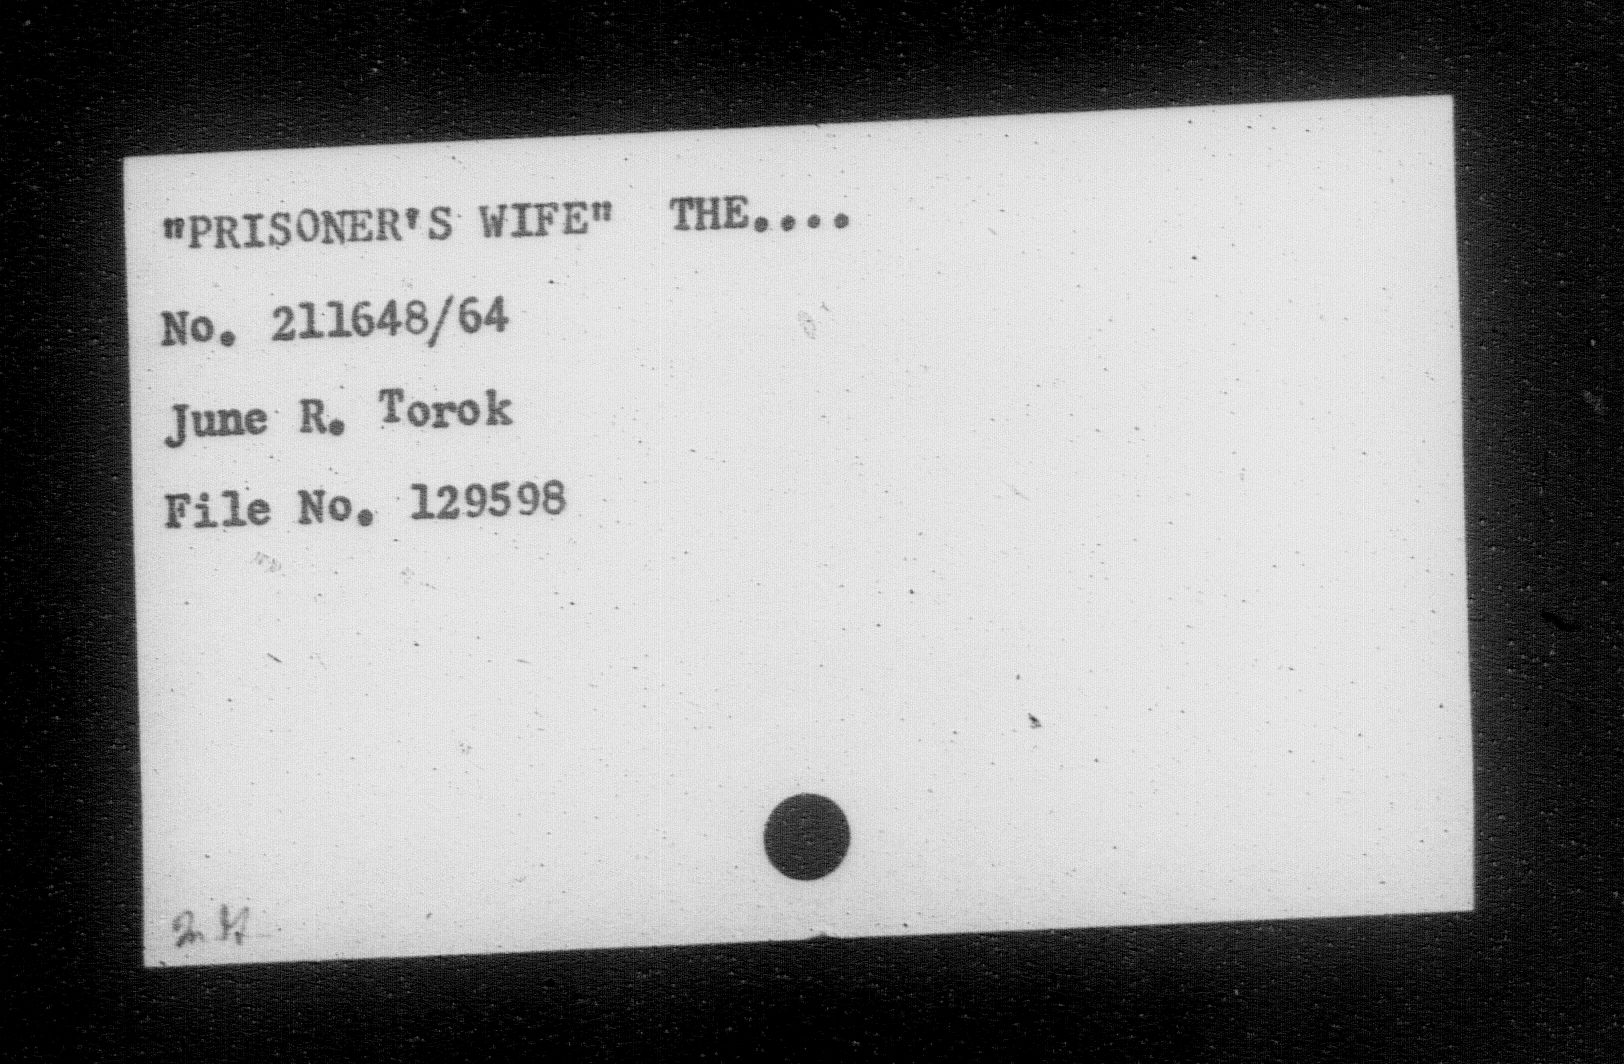 "PRISONER'S WIFE" THE....
No. 211648/64
June R. Torok
File No. 129598